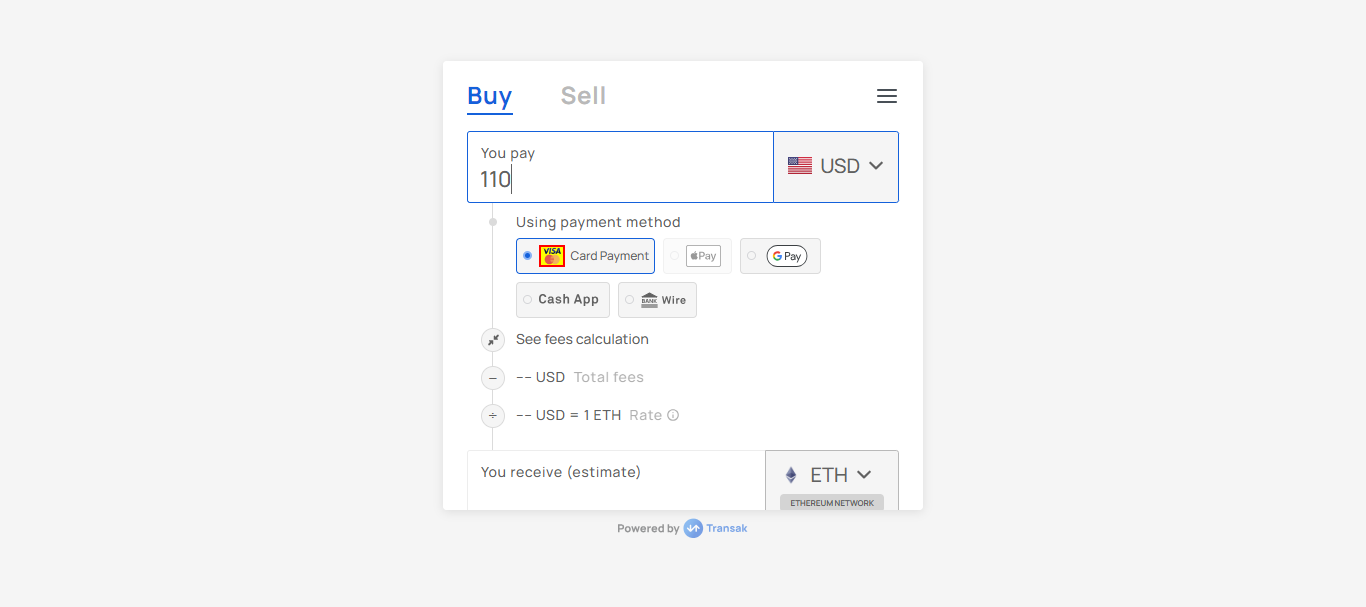 Buy Sell
You pay
110
USD
Using payment method
VISA Card Payment
Pay
G Pay
Cash App
BANK Wire
See fees calculation
– -- USD Total fees
÷ -- USD = 1 ETH Rate
You receive (estimate)
ETH
ETHEREUM NETWORK
Powered by Transak